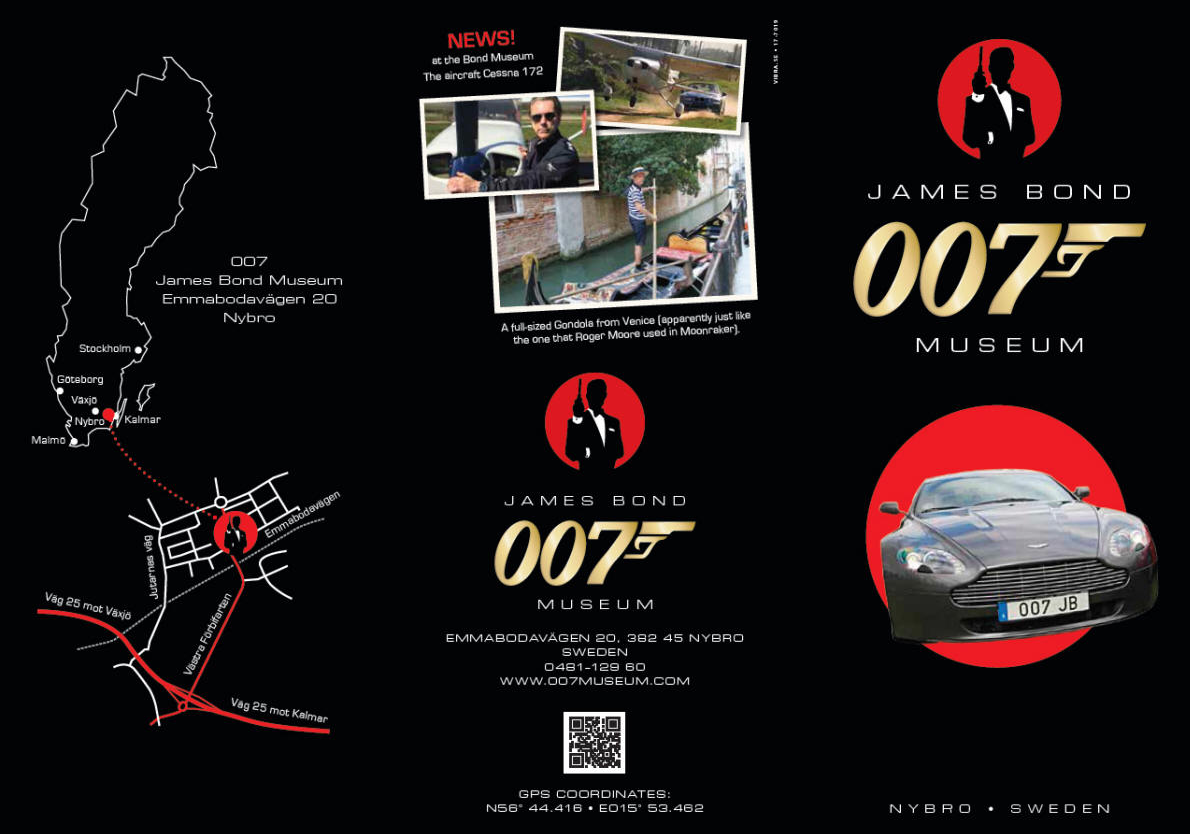 007
James Bond Museum
Emmabodavägen 20
Nybro
Stockholm
Göteborg
Växjö
Nybro
Kalmar
Malmö
Emmabodavägen
Jutarnas väg
Väg 25 mot Växjö
Västra Förbifarten
Väg 25 mot Kalmar
NEWS!
at the Bond Museum
The aircraft Cessna 172
VIBRA.SE • 17.7019
A full-sized Gondola from Venice (apparently just like
the one that Roger Moore used in Moonraker).
JAMES BOND
007
MUSEUM
EMMABODAVÄGEN 20, 382 45 NYBRO
SWEDEN
0481-129 60
WWW.007MUSEUM.COM
GPS COORDINATES:
N56° 44.416 • E015° 53.462
JAMES BOND
007
MUSEUM
007 JB
NYBRO • SWEDEN